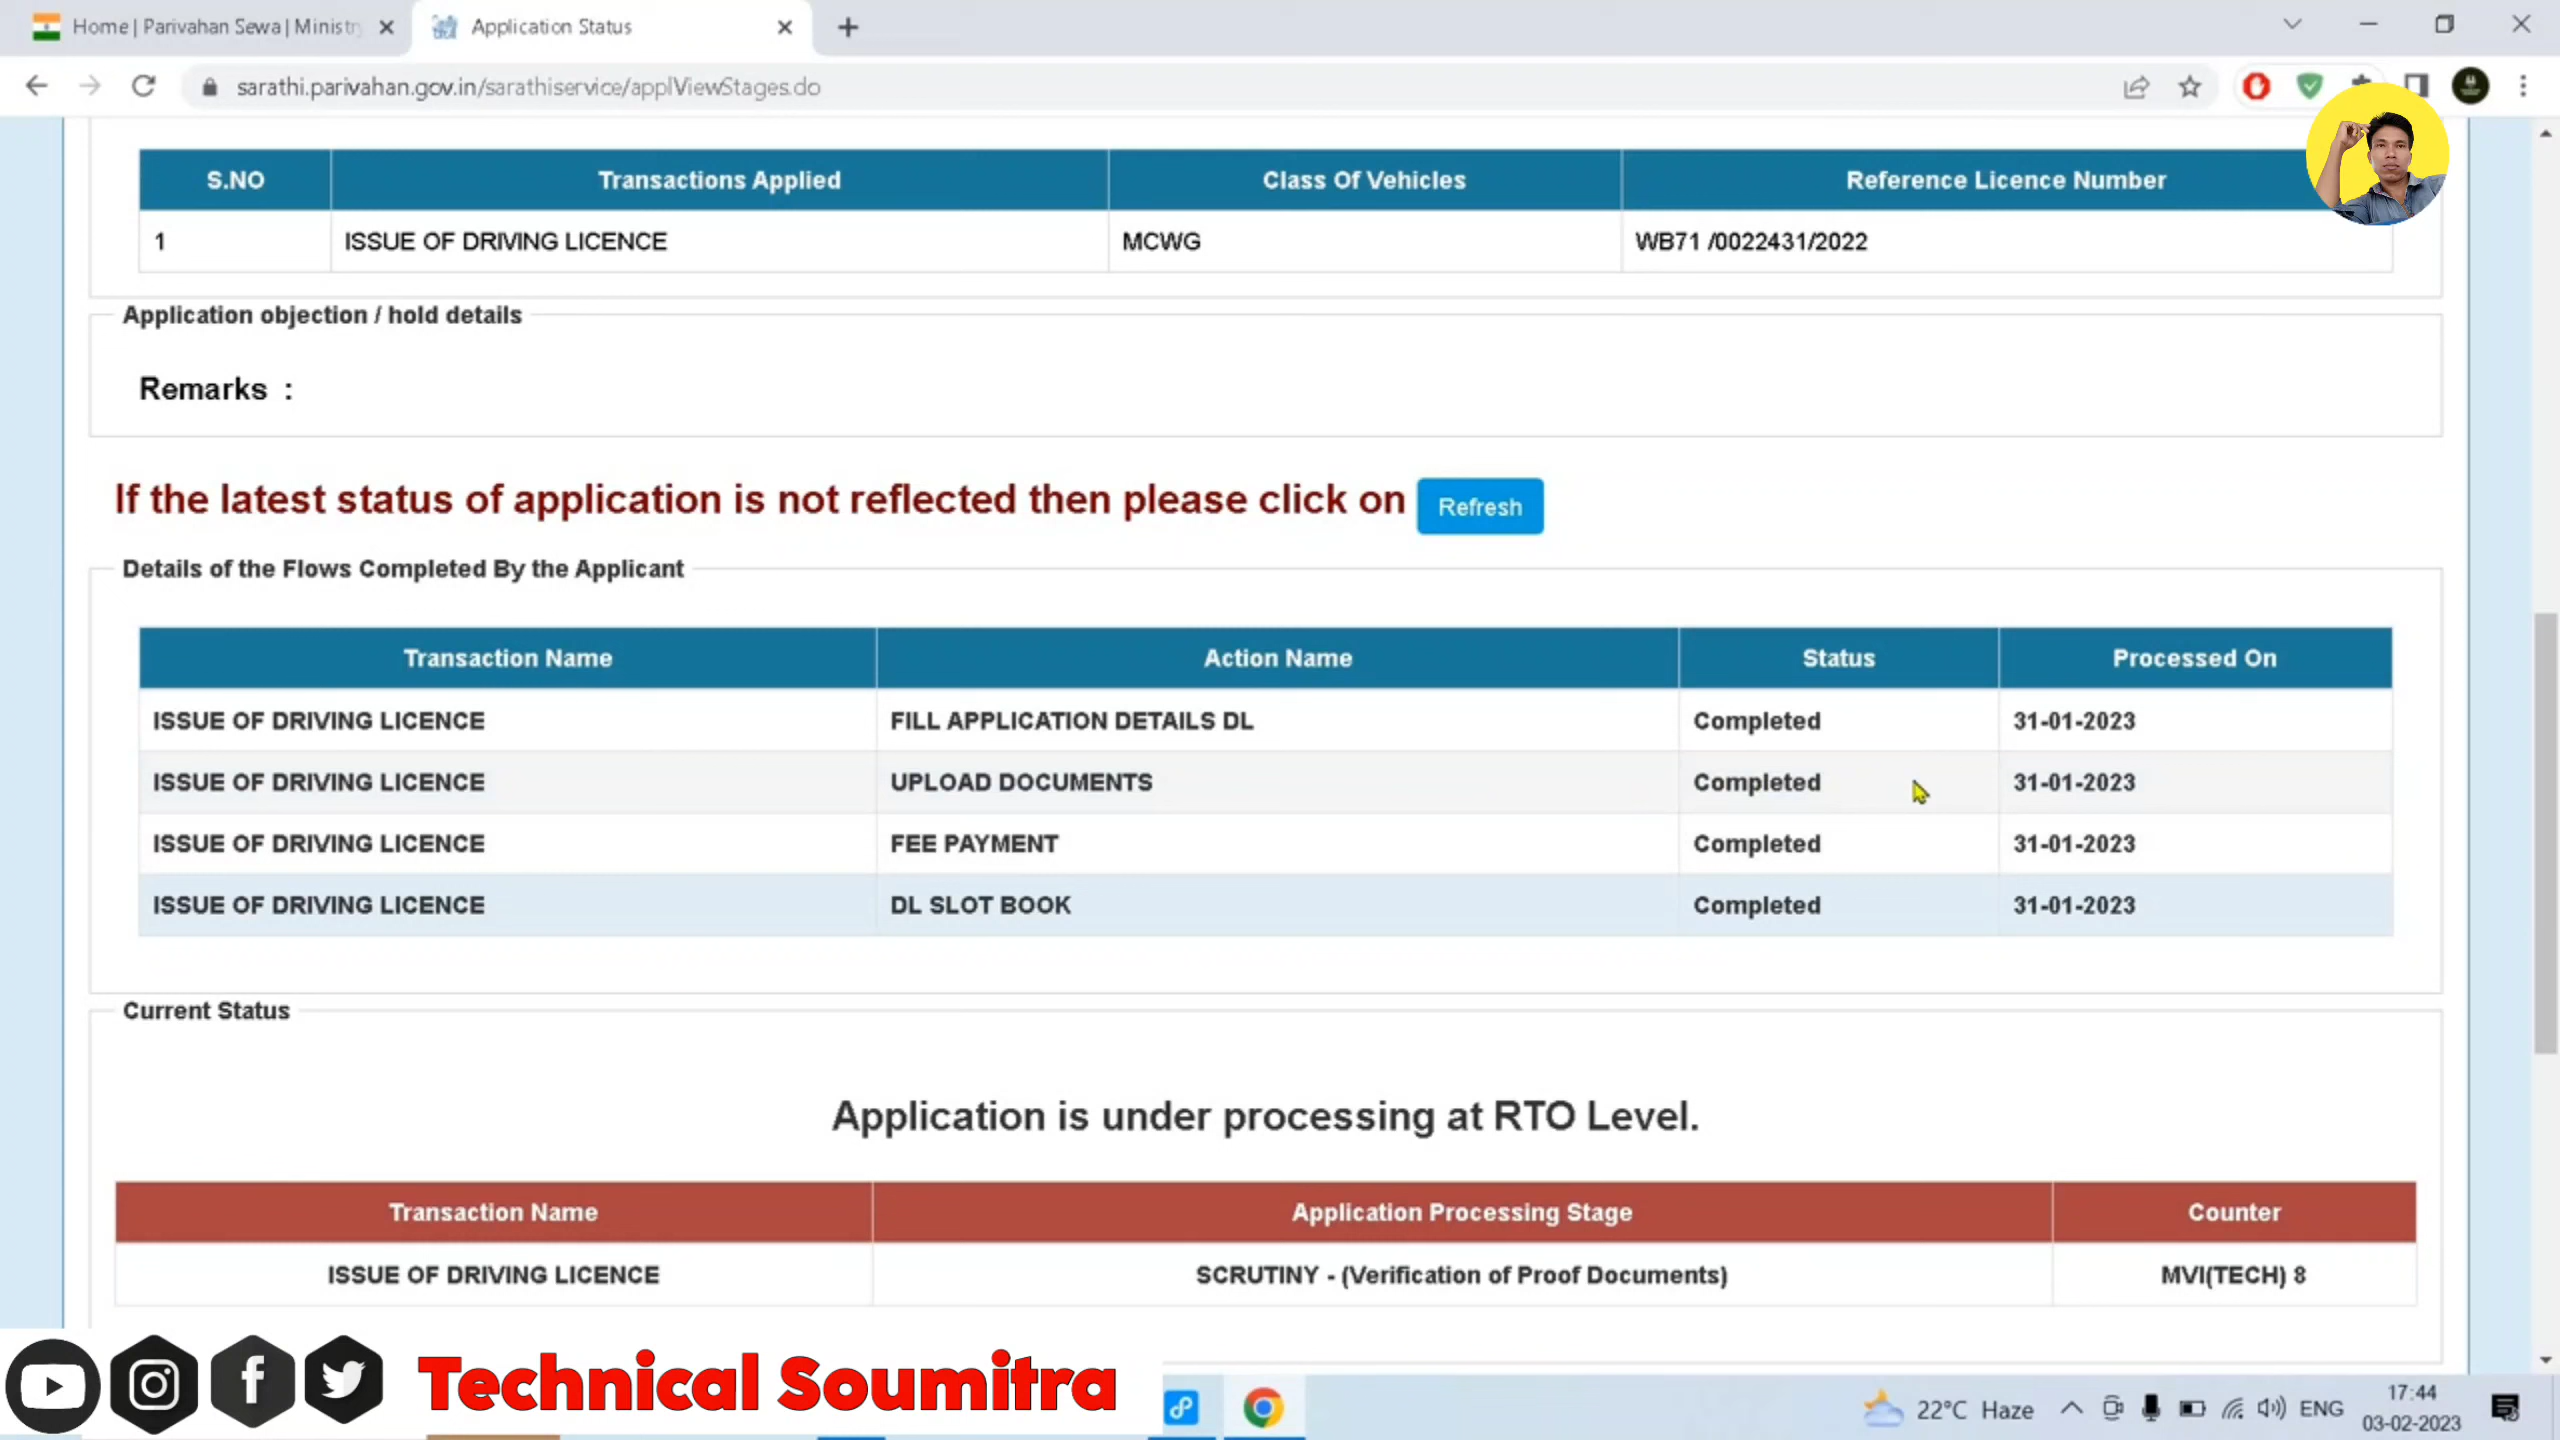 Home | Parivahan Sewa | Ministry
Application Status
sarathi.parivahan.gov.in/sarathiservice/applViewStages.do
S.NO Transactions Applied Class Of Vehicles Reference Licence Number
1 ISSUE OF DRIVING LICENCE MCWG WB71 /0022431/2022
Application objection / hold details
Remarks :
If the latest status of application is not reflected then please click on Refresh
Details of the Flows Completed By the Applicant
Transaction Name Action Name Status Processed On
ISSUE OF DRIVING LICENCE FILL APPLICATION DETAILS DL Completed 31-01-2023
ISSUE OF DRIVING LICENCE UPLOAD DOCUMENTS Completed 31-01-2023
ISSUE OF DRIVING LICENCE FEE PAYMENT Completed 31-01-2023
ISSUE OF DRIVING LICENCE DL SLOT BOOK Completed 31-01-2023
Current Status
Application is under processing at RTO Level.
Transaction Name Application Processing Stage Counter
ISSUE OF DRIVING LICENCE SCRUTINY - (Verification of Proof Documents) MVI(TECH) 8
Technical Soumitra
22°C Haze ENG 17:44
03-02-2023